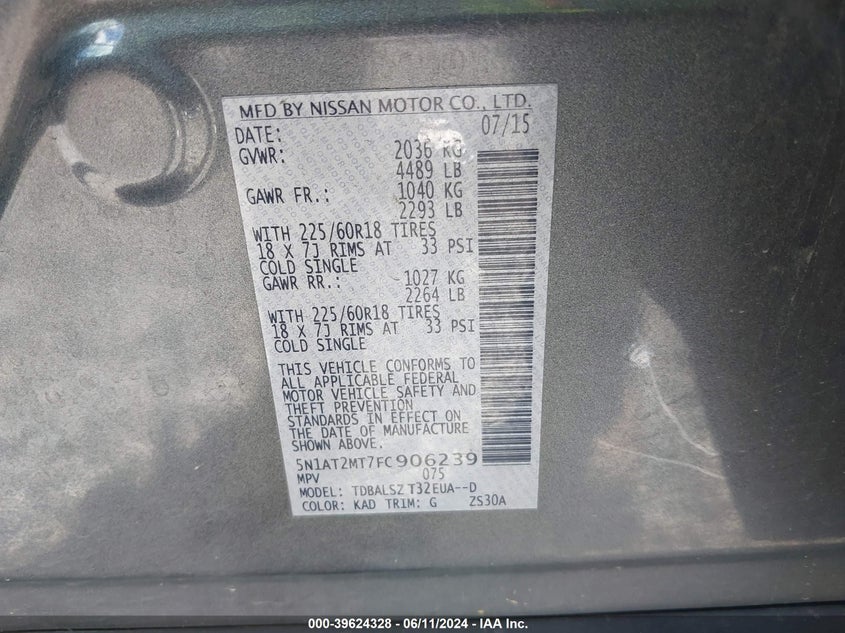 MFD BY NISSAN MOTOR CO., LTD.
DATE: 07/15
GVWR: 2036 KG
4489 LB
GAWR FR.: 1040 KG
2293 LB
WITH 225/60R18 TIRES
18 X 7J RIMS AT 33 PSI
COLD SINGLE
GAWR RR.: 1027 KG
2264 LB
WITH 225/60R18 TIRES
18 X 7J RIMS AT 33 PSI
COLD SINGLE
THIS VEHICLE CONFORMS TO
ALL APPLICABLE FEDERAL
MOTOR VEHICLE SAFETY AND
THEFT PREVENTION
STANDARDS IN EFFECT ON
THE DATE OF MANUFACTURE
SHOWN ABOVE.
5N1AT2MT7FC906239
MPV 075
MODEL: TDBALSZ T32EUA--D
COLOR: KAD TRIM: G ZS30A
000-39624328 - 06/11/2024 - IAA Inc.